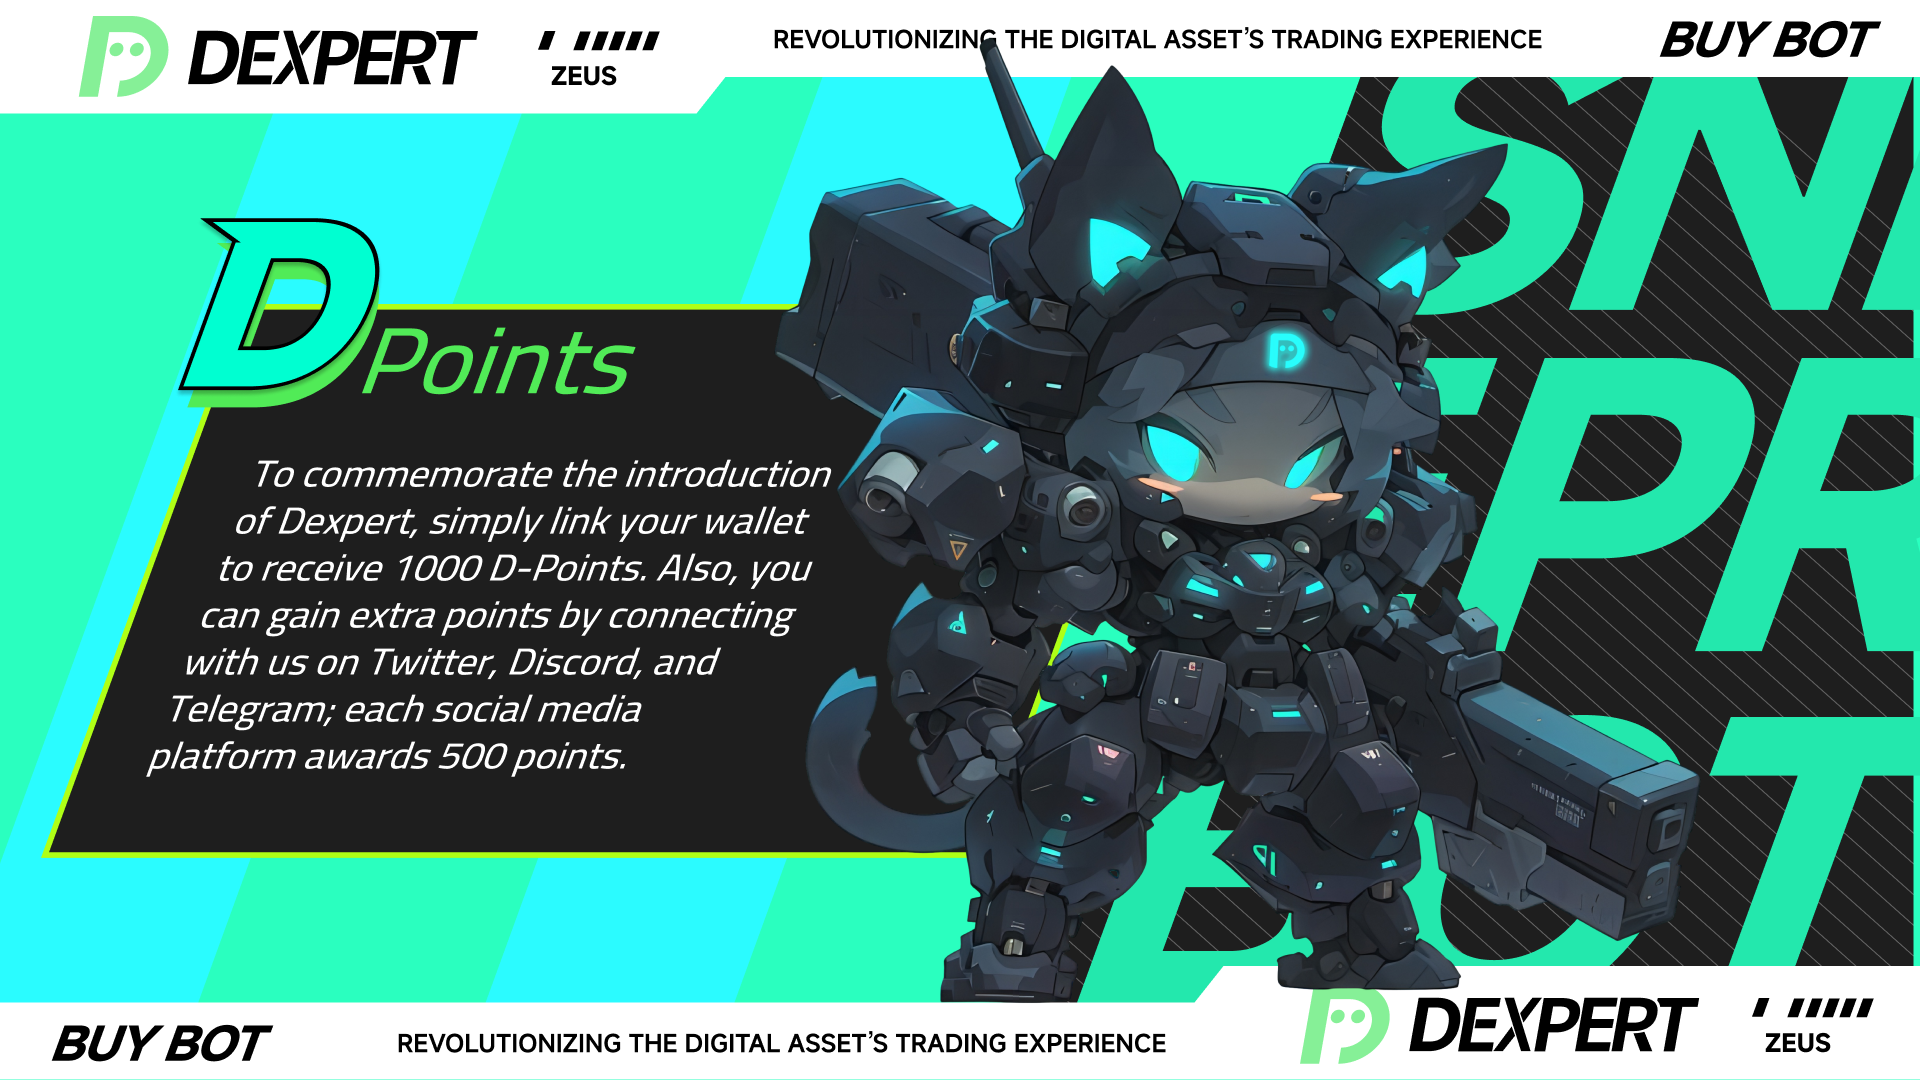 DEXPERT
ZEUS
REVOLUTIONIZING THE DIGITAL ASSET'S TRADING EXPERIENCE
BUY BOT
D Points
To commemorate the introduction
of Dexpert, simply link your wallet
to receive 1000 D-Points. Also, you
can gain extra points by connecting
with us on Twitter, Discord, and
Telegram; each social media
platform awards 500 points.
BUY BOT
REVOLUTIONIZING THE DIGITAL ASSET'S TRADING EXPERIENCE
DEXPERT
ZEUS